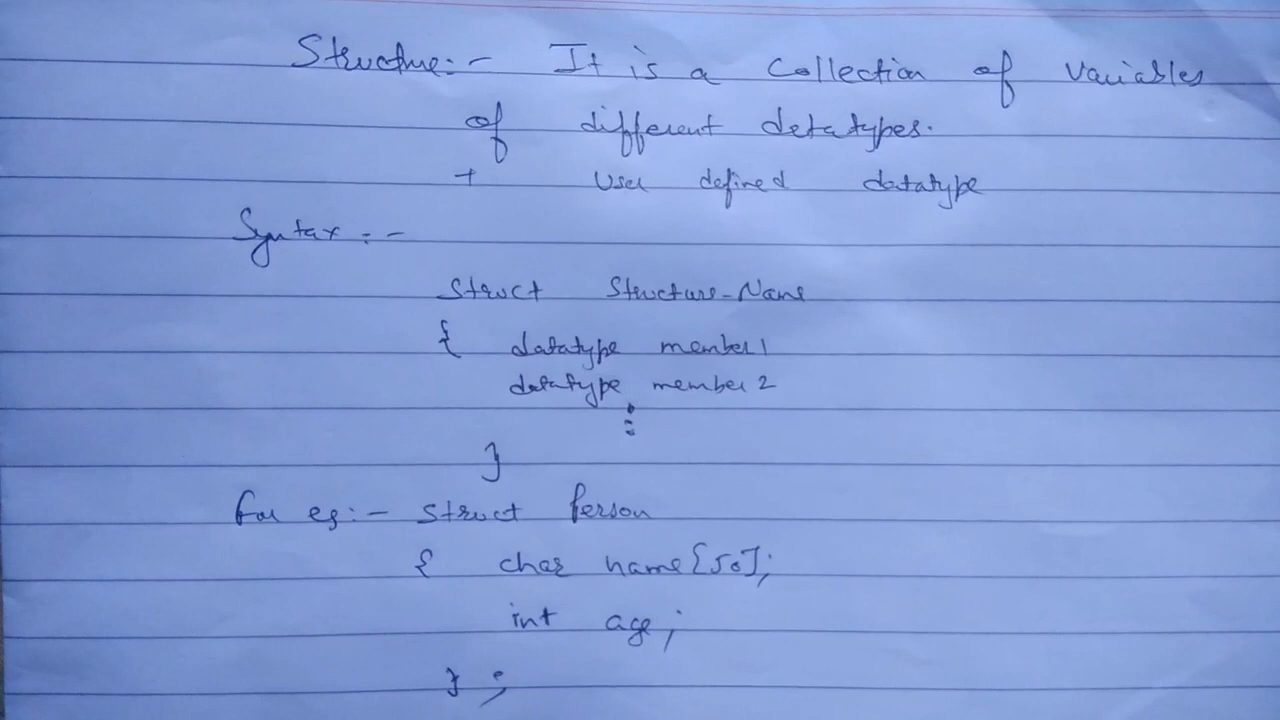 Structure:- It is a Collection of Variables
of different detatypes.
+ User defined datatype
Syntax :-
Struct Structure-Name
{ datatype member1
datatype member2
:
}
For eg:- Struct Person
{ char name[50];
int age;
} ;